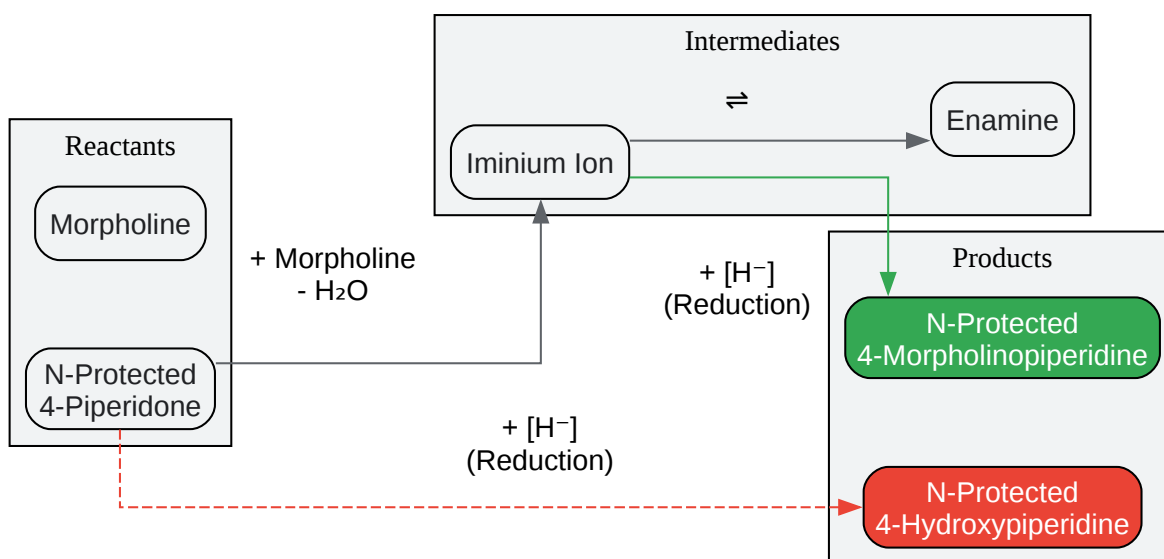 Intermediates
⇌
Enamine
Iminium Ion
Reactants
Morpholine
+ Morpholine
- H₂O
N-Protected
4-Piperidone
+ [H⁻]
(Reduction)
Products
N-Protected
4-Morpholinopiperidine
+ [H⁻]
(Reduction)
N-Protected
4-Hydroxypiperidine